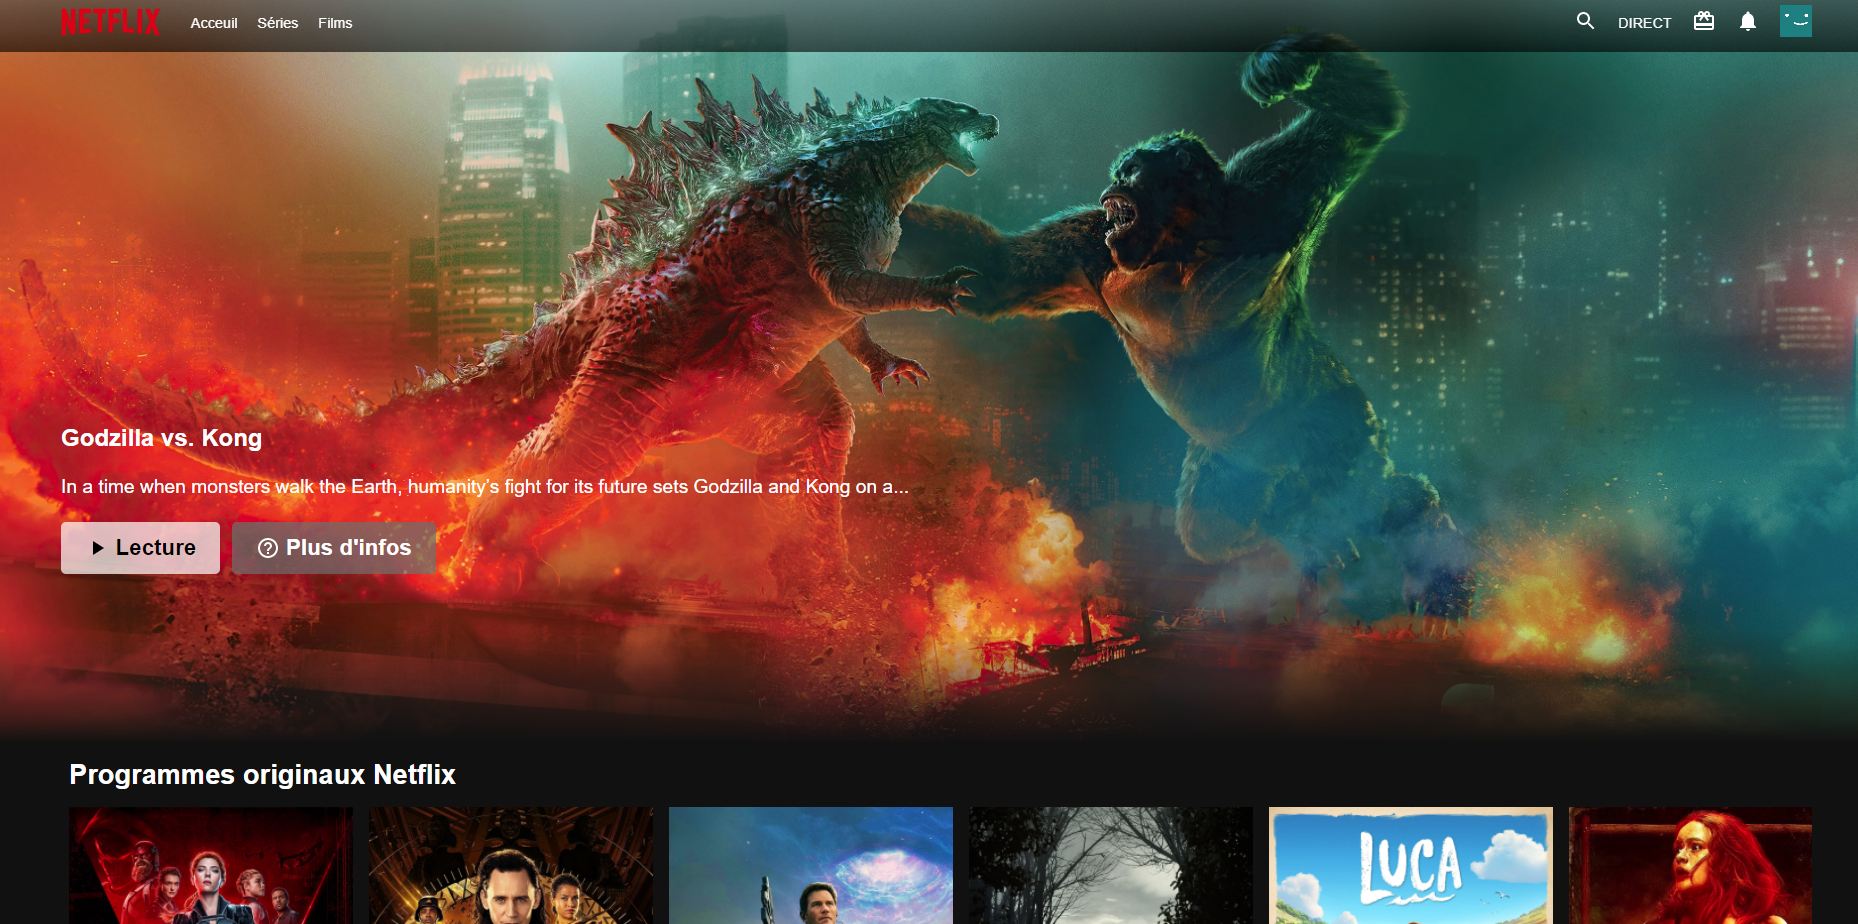 NETFLIX Acceuil Séries Films DIRECT
Godzilla vs. Kong
In a time when monsters walk the Earth, humanity's fight for its future sets Godzilla and Kong on a...
Lecture Plus d'infos
Programmes originaux Netflix
LUCA